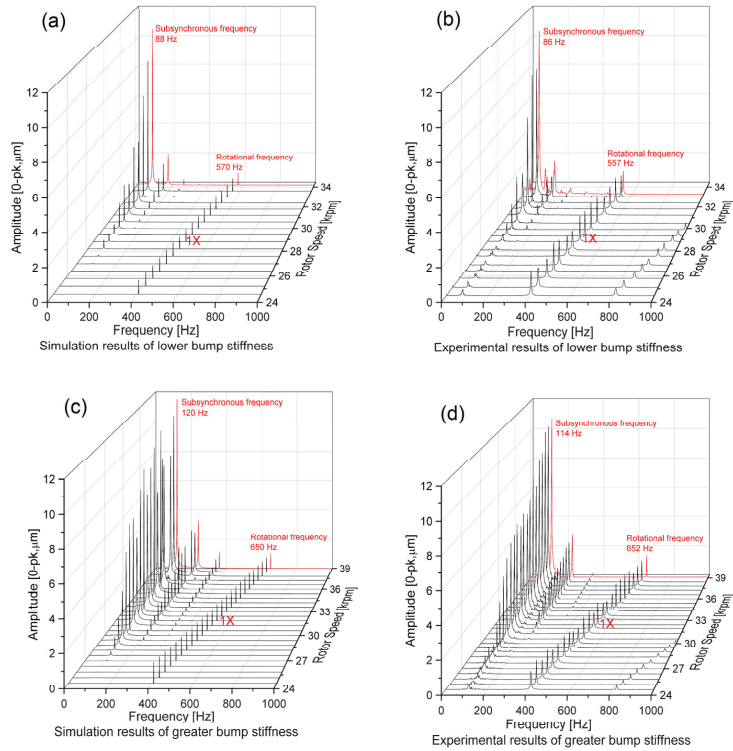 (a)
Subsynchronous frequency
88 Hz
Rotational frequency
570 Hz
1X
Amplitude [0-pk,μm]
0
2
4
6
8
10
12
0 200 400 600 800 1000
Frequency [Hz]
24
26
28
30
32
34
Rotor Speed [krpm]
Simulation results of lower bump stiffness
(b)
Subsynchronous frequency
86 Hz
Rotational frequency
557 Hz
1X
Amplitude [0-pk,μm]
0
2
4
6
8
10
12
0 200 400 600 800 1000
Frequency [Hz]
24
26
28
30
32
34
Rotor Speed [krpm]
Experimental results of lower bump stiffness
(c)
Subsynchronous frequency
120 Hz
Rotational frequency
650 Hz
1X
Amplitude [0-pk,μm]
0
2
4
6
8
10
12
0 200 400 600 800 1000
Frequency [Hz]
24
27
30
33
36
39
Rotor Speed [krpm]
Simulation results of greater bump stiffness
(d)
Subsynchronous frequency
114 Hz
Rotational frequency
652 Hz
1X
Amplitude [0-pk,μm]
0
2
4
6
8
10
12
0 200 400 600 800 1000
Frequency [Hz]
24
27
30
33
36
39
Rotor Speed [krpm]
Experimental results of greater bump stiffness